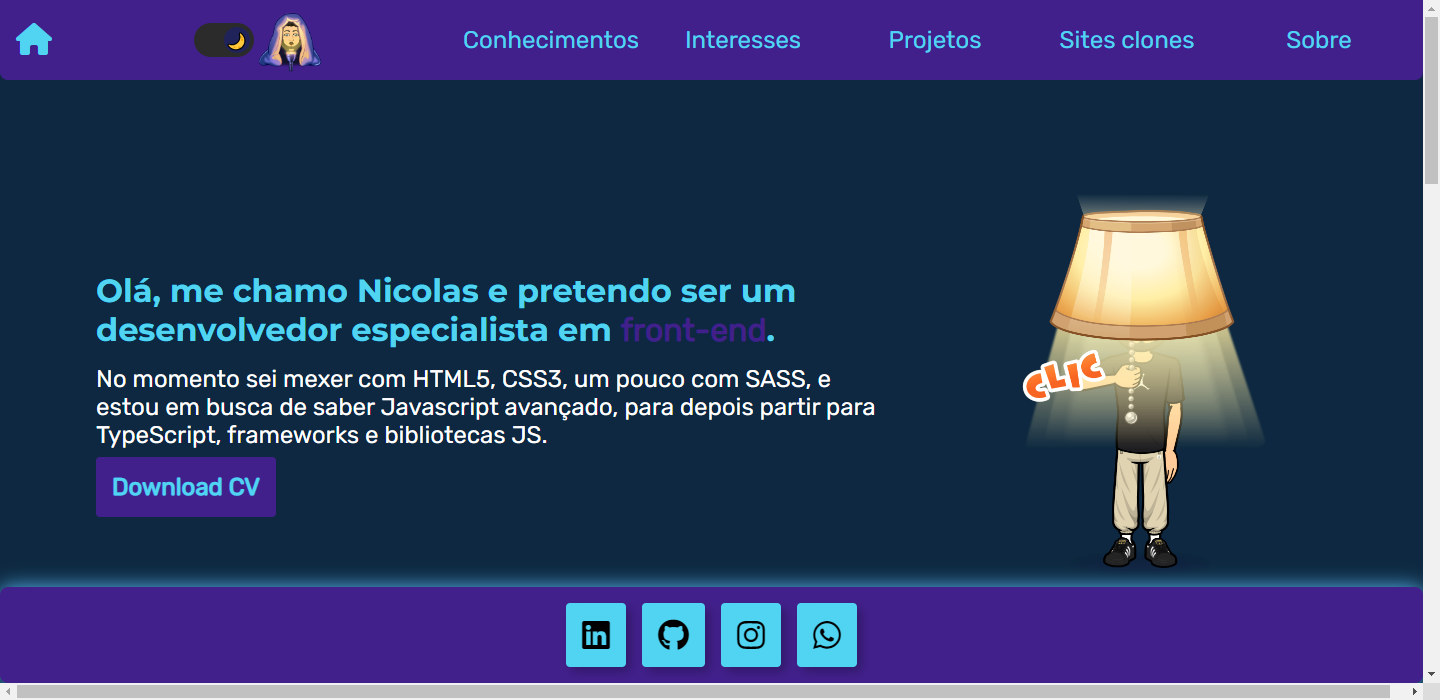 Conhecimentos Interesses Projetos Sites clones Sobre
Olá, me chamo Nicolas e pretendo ser um
desenvolvedor especialista em front-end.
No momento sei mexer com HTML5, CSS3, um pouco com SASS, e
estou em busca de saber Javascript avançado, para depois partir para
TypeScript, frameworks e bibliotecas JS.
CLIC
Download CV